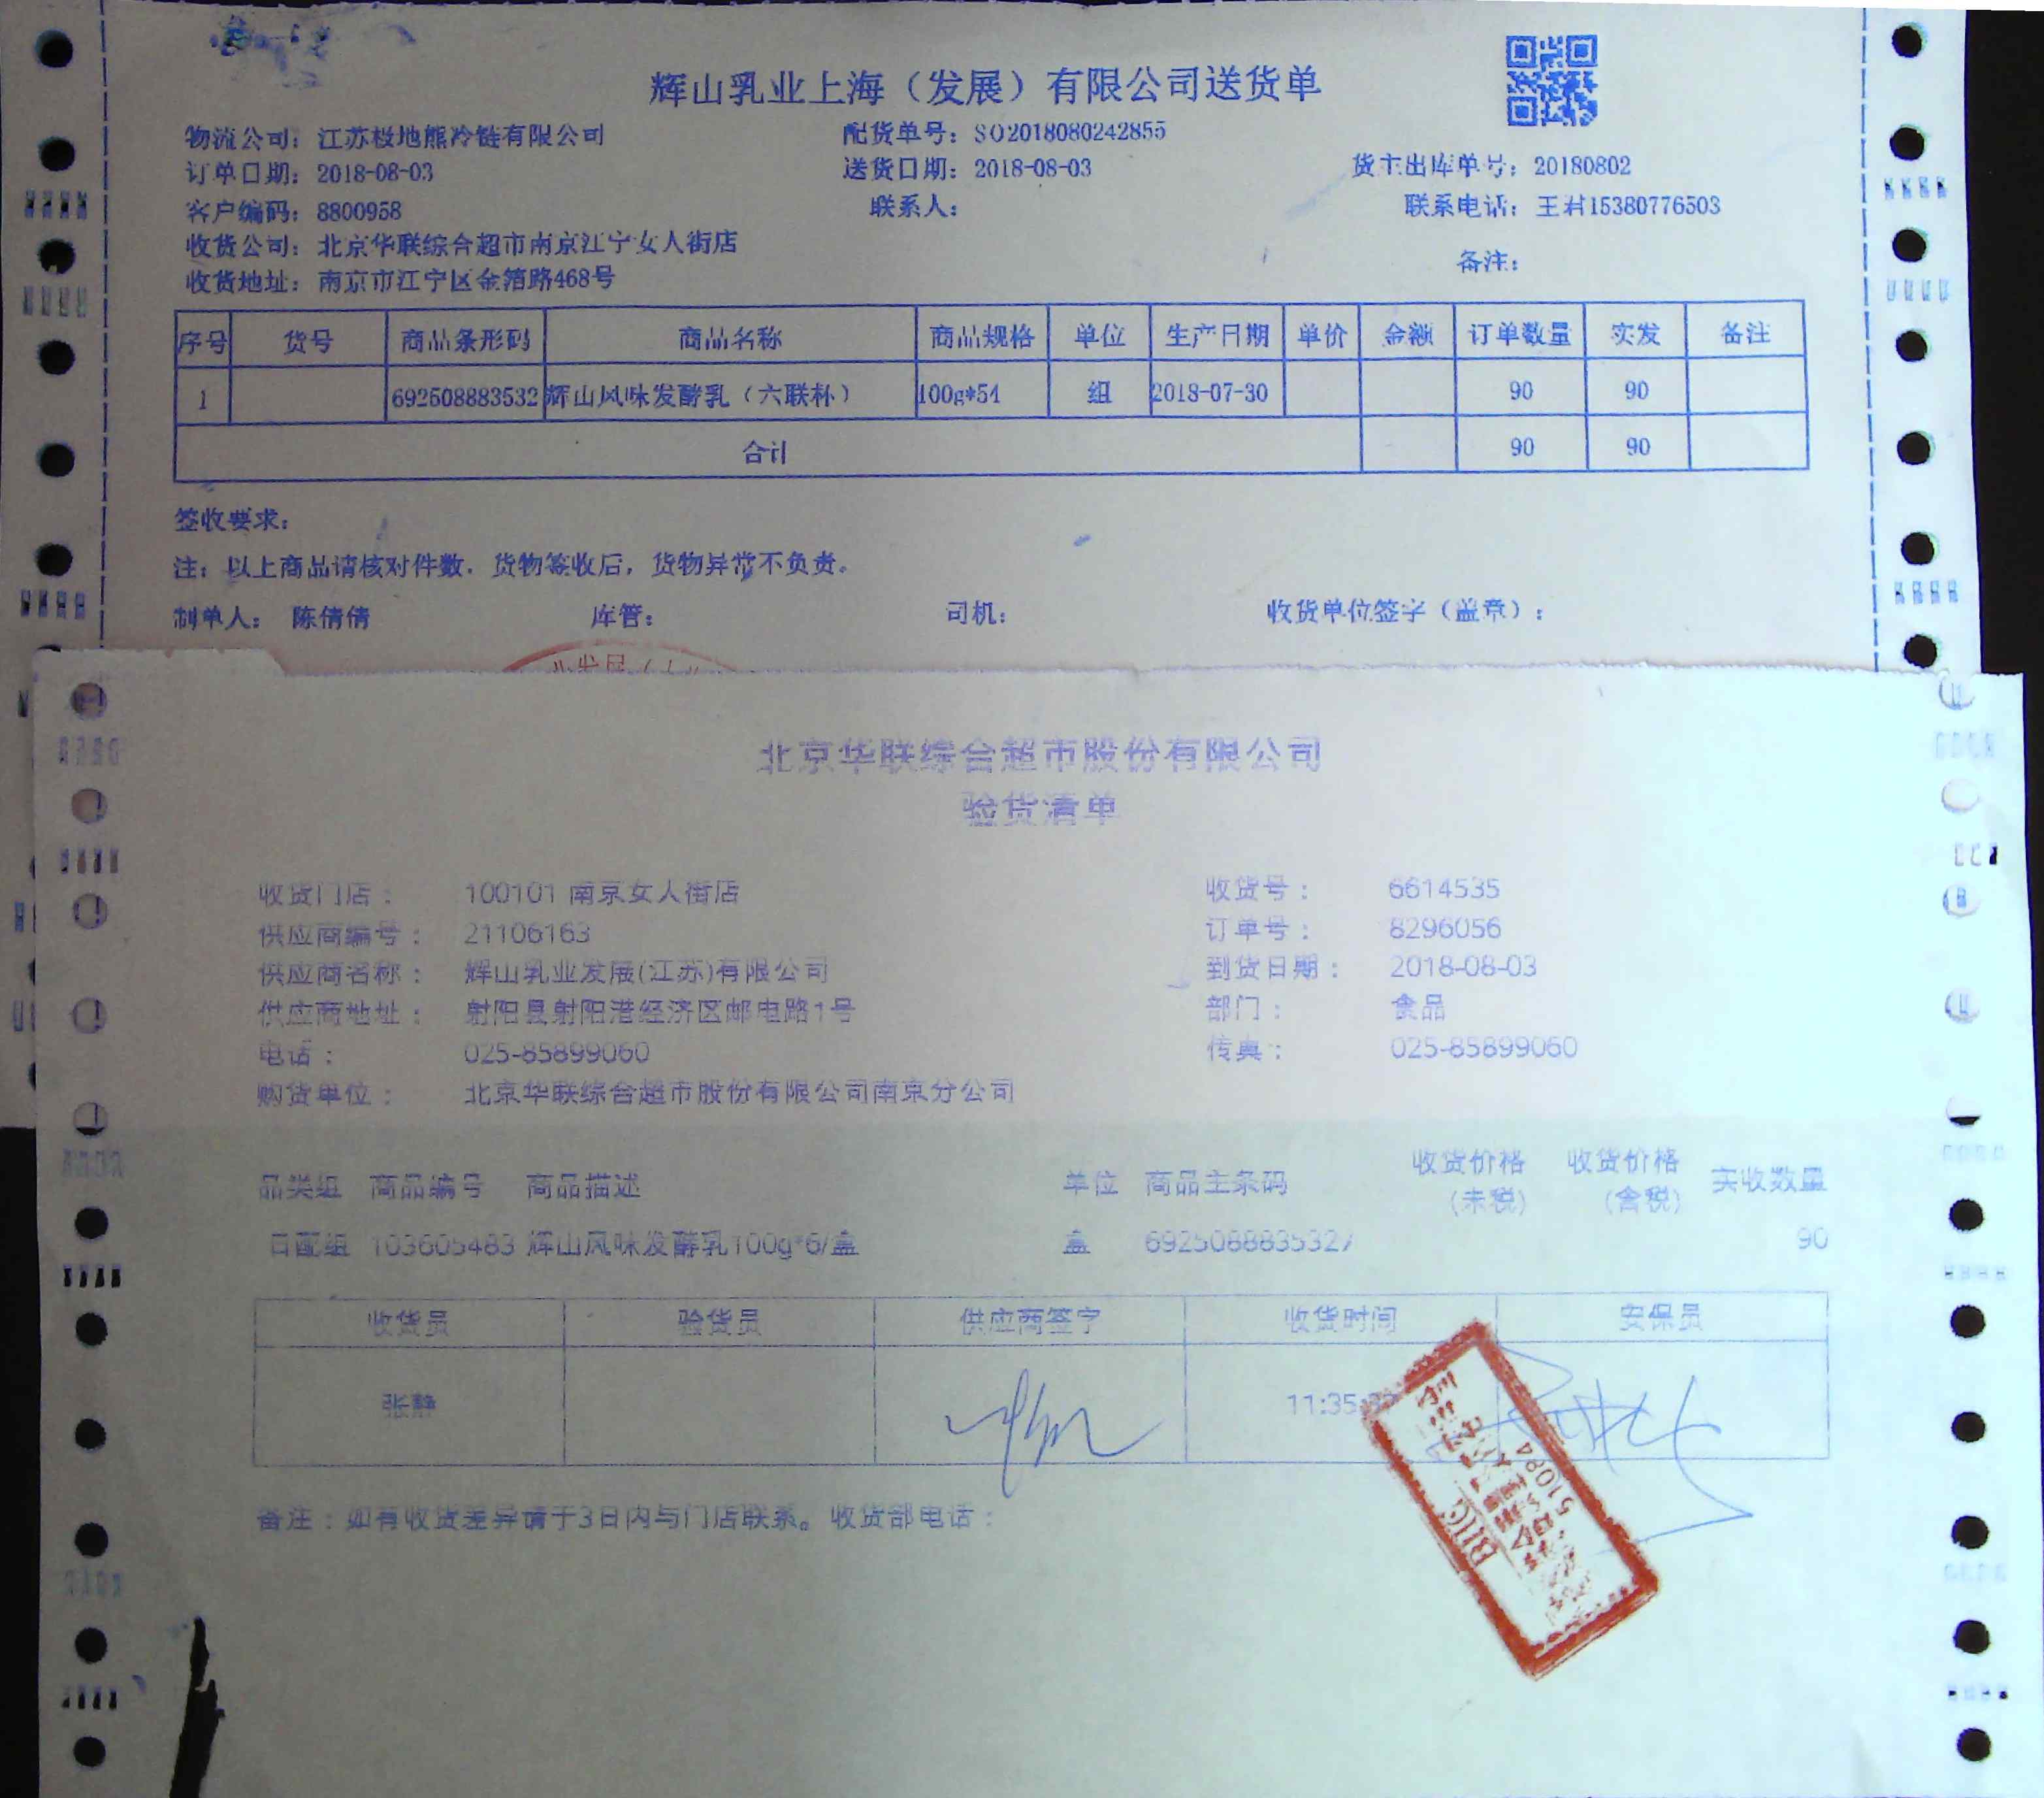 辉山乳业上海（发展）有限公司送货单
物流公司：江苏极地熊冷链有限公司 配货单号：SO2018080242855
订单日期：2018-08-03 送货日期：2018-08-03 货主出库单号：20180802
客户编码：8800958 联系人： 联系电话：王君15380776503
收货公司：北京华联综合超市南京江宁女人街店
备注：
收货地址：南京市江宁区金箔路468号
序号 货号 商品条形码 商品名称 商品规格 单位 生产日期 单价 金额 订单数量 实发 备注
1 692508883532 辉山风味发酵乳（六联杯） 100g*54 组 2018-07-30 90 90
合计 90 90
签收要求：
注：以上商品请核对件数，货物签收后，货物异常不负责。
制单人：陈倩倩 库管： 司机： 收货单位签字（盖章）：
北京华联综合超市股份有限公司
验货清单
收货门店： 100101 南京女人街店 收货号： 6614535
供应商编号： 21106163 订单号： 8296056
供应商名称： 辉山乳业发展(江苏)有限公司 到货日期： 2018-08-03
供应商地址： 射阳县射阳港经济区邮电路1号 部门： 食品
电话： 025-85899060 传真： 025-85899060
购货单位： 北京华联综合超市股份有限公司南京分公司
品类组 商品编号 商品描述 单位 商品主条码 收货价格(未税) 收货价格(含税) 实收数量
日配组 103605483 辉山风味发酵乳100g*6/盒 盒 6925088835327 90
收货员 验货员 供应商签字 收货时间 安保员
张静 11:35
备注：如有收货差异请于3日内与门店联系。收货部电话：
BHG
51084